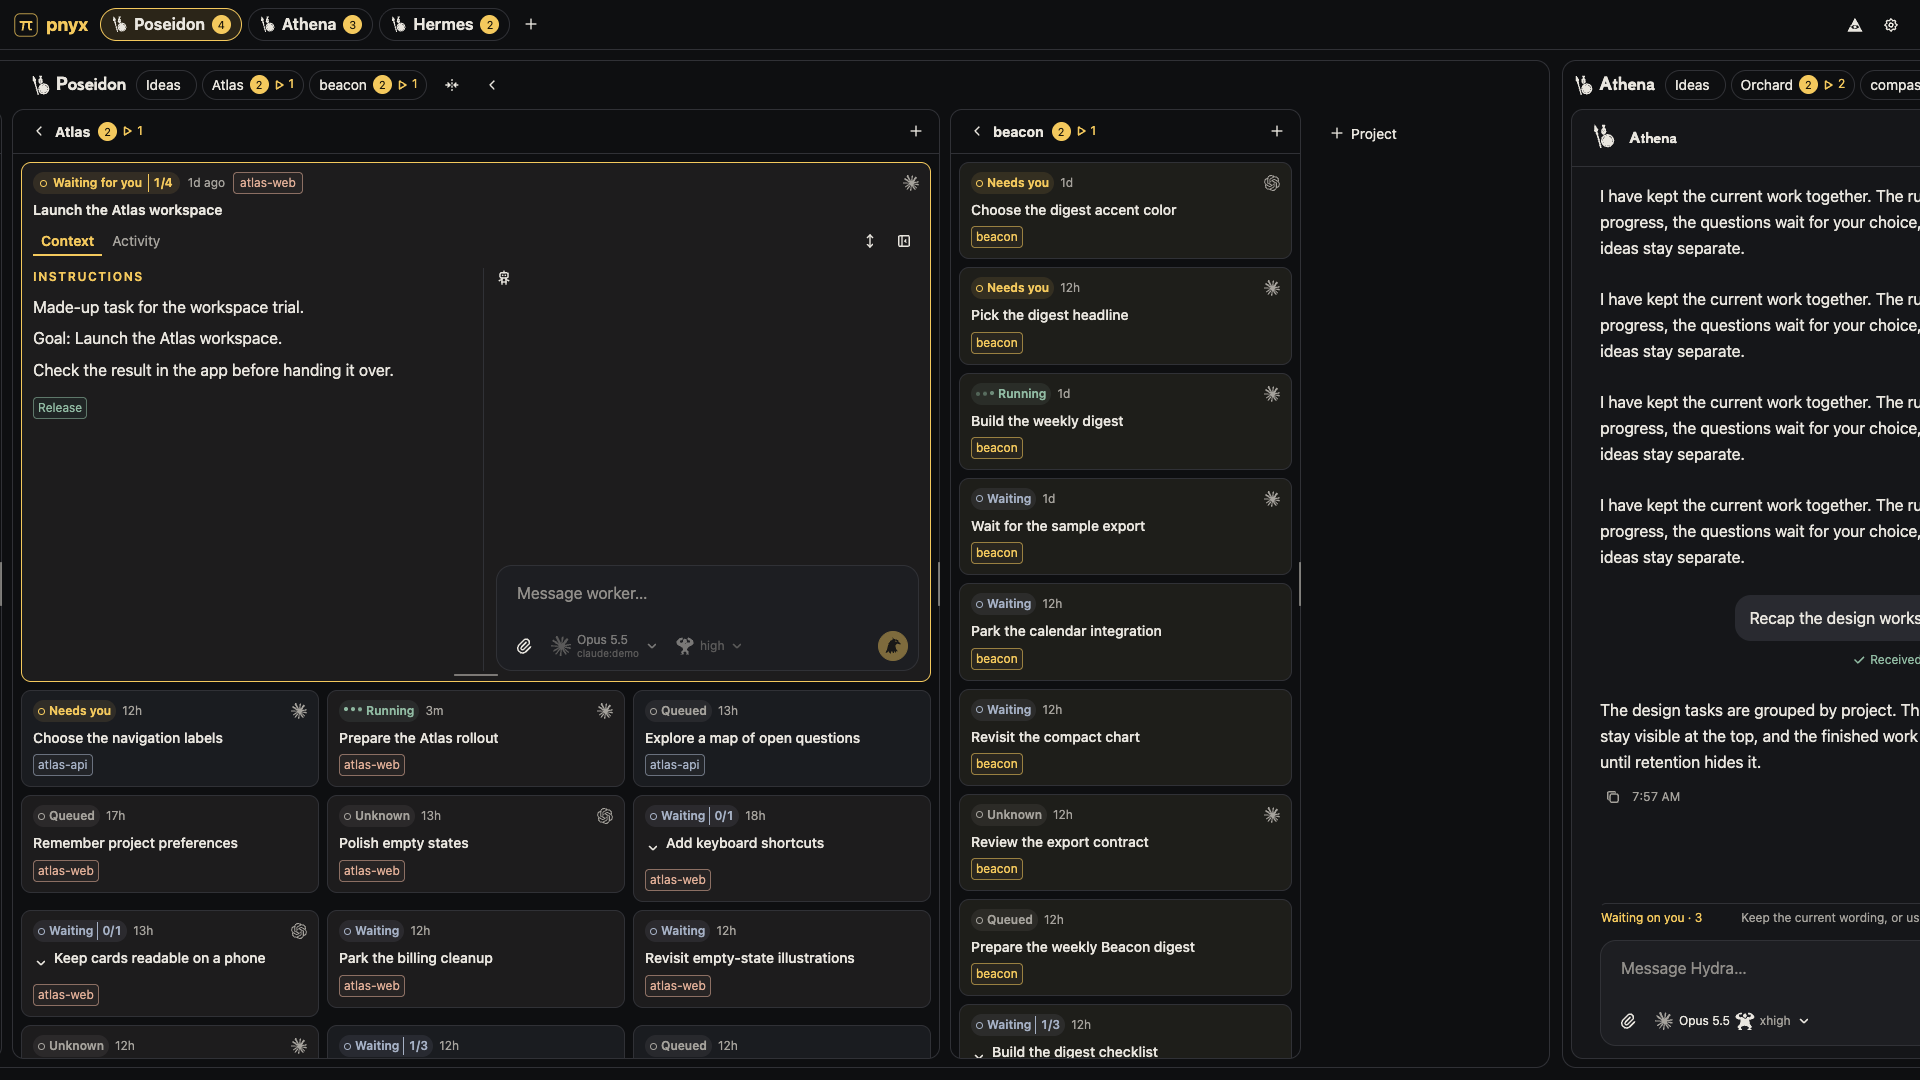 π pnyx Poseidon 4 Athena 3 Hermes 2 +
Poseidon Ideas Atlas 2 1 beacon 2 1
Atlas 2 1
Waiting for you 1/4 1d ago atlas-web
Launch the Atlas workspace
Context Activity
INSTRUCTIONS
Made-up task for the workspace trial.
Goal: Launch the Atlas workspace.
Check the result in the app before handing it over.
Release
Message worker...
Opus 5.5
claude:demo
high
Needs you 12h
Choose the navigation labels
atlas-api
Running 3m
Prepare the Atlas rollout
atlas-web
Queued 13h
Explore a map of open questions
atlas-api
Queued 17h
Remember project preferences
atlas-web
Unknown 13h
Polish empty states
atlas-web
Waiting 0/1 18h
Add keyboard shortcuts
atlas-web
Waiting 0/1 13h
Keep cards readable on a phone
atlas-web
Waiting 12h
Park the billing cleanup
atlas-web
Waiting 12h
Revisit empty-state illustrations
atlas-web
Unknown 12h
Waiting 1/3 12h
Queued 12h
beacon 2 1
Needs you 1d
Choose the digest accent color
beacon
Needs you 12h
Pick the digest headline
beacon
Running 1d
Build the weekly digest
beacon
Waiting 1d
Wait for the sample export
beacon
Waiting 12h
Park the calendar integration
beacon
Waiting 12h
Revisit the compact chart
beacon
Unknown 12h
Review the export contract
beacon
Queued 12h
Prepare the weekly Beacon digest
beacon
Waiting 1/3 12h
Build the digest checklist
+ Project
Athena Ideas Orchard 2 2 compas
Athena
I have kept the current work together. The ru
progress, the questions wait for your choice,
ideas stay separate.
I have kept the current work together. The ru
progress, the questions wait for your choice,
ideas stay separate.
I have kept the current work together. The ru
progress, the questions wait for your choice,
ideas stay separate.
I have kept the current work together. The ru
progress, the questions wait for your choice,
ideas stay separate.
Recap the design works
Received
The design tasks are grouped by project. Th
stay visible at the top, and the finished work
until retention hides it.
7:57 AM
Waiting on you · 3 Keep the current wording, or us
Message Hydra...
Opus 5.5 xhigh